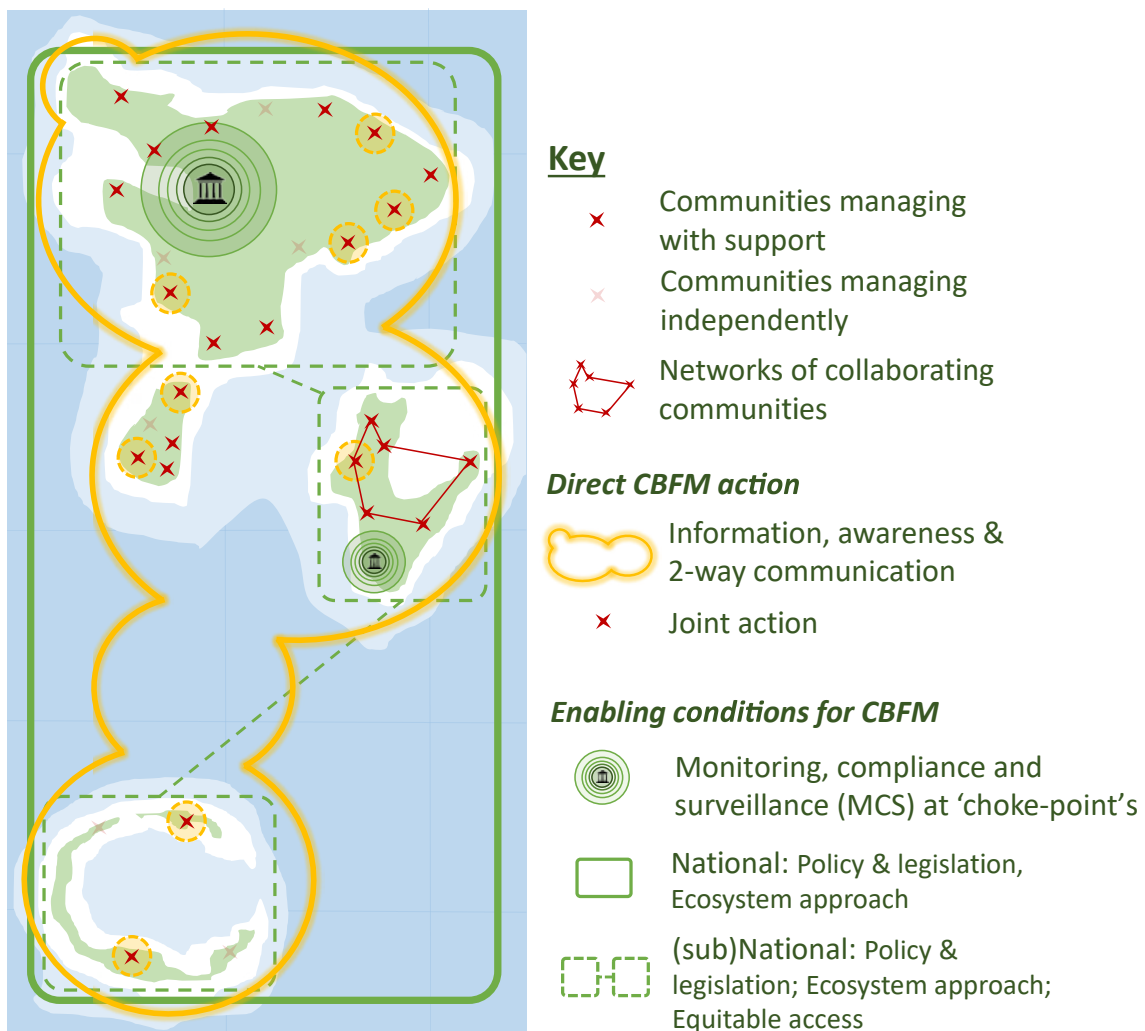 Key
Communities managing
with support
Communities managing
independently
Networks of collaborating
communities
Direct CBFM action
Information, awareness &
2-way communication
Joint action
Enabling conditions for CBFM
Monitoring, compliance and
surveillance (MCS) at ‘choke-point’s
National: Policy & legislation,
Ecosystem approach
(sub)National: Policy &
legislation; Ecosystem approach;
Equitable access